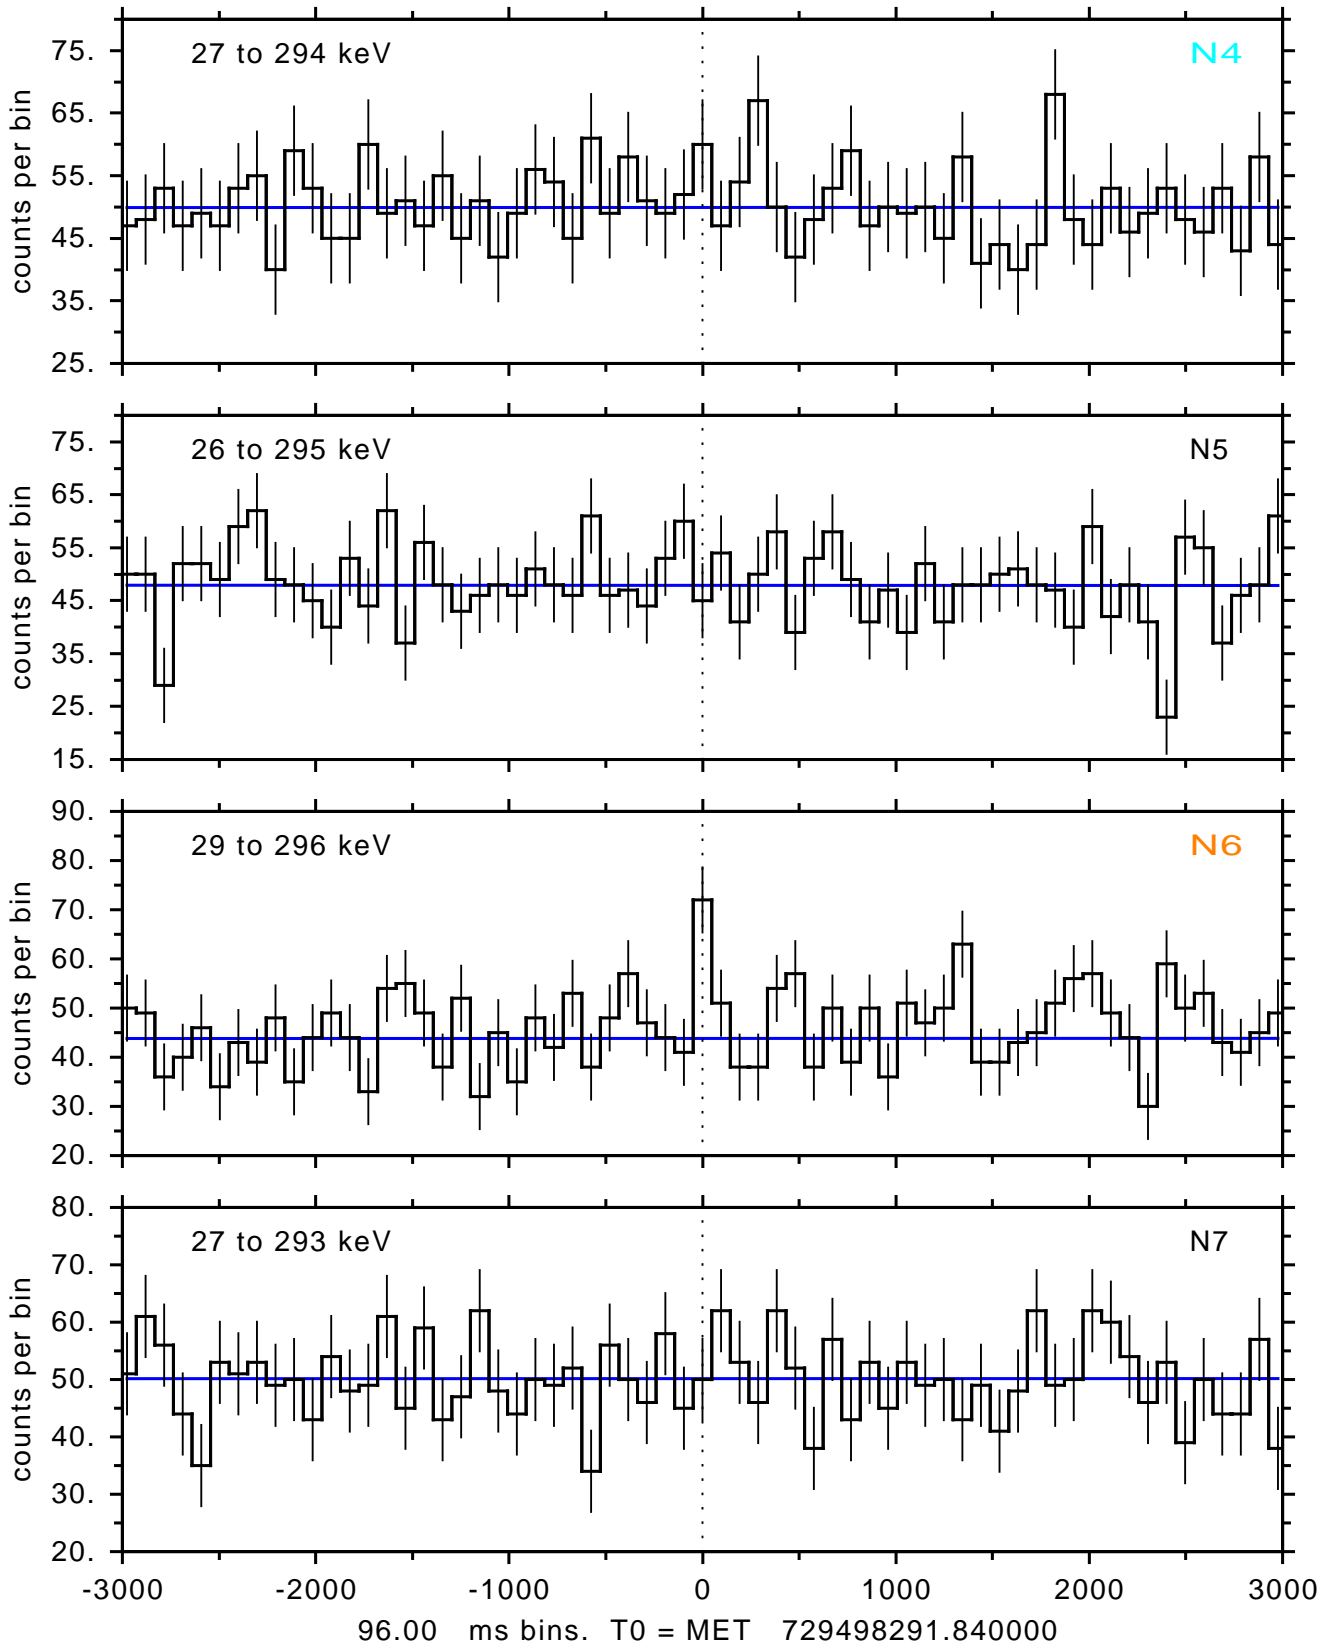 27 to 294 keV
N4
75.
65.
55.
45.
35.
25.
counts per bin
26 to 295 keV
N5
75.
65.
55.
45.
35.
25.
15.
counts per bin
29 to 296 keV
N6
90.
80.
70.
60.
50.
40.
30.
20.
counts per bin
27 to 293 keV
N7
80.
70.
60.
50.
40.
30.
20.
counts per bin
-3000 -2000 -1000 0 1000 2000 3000
96.00 ms bins. T0 = MET 729498291.840000